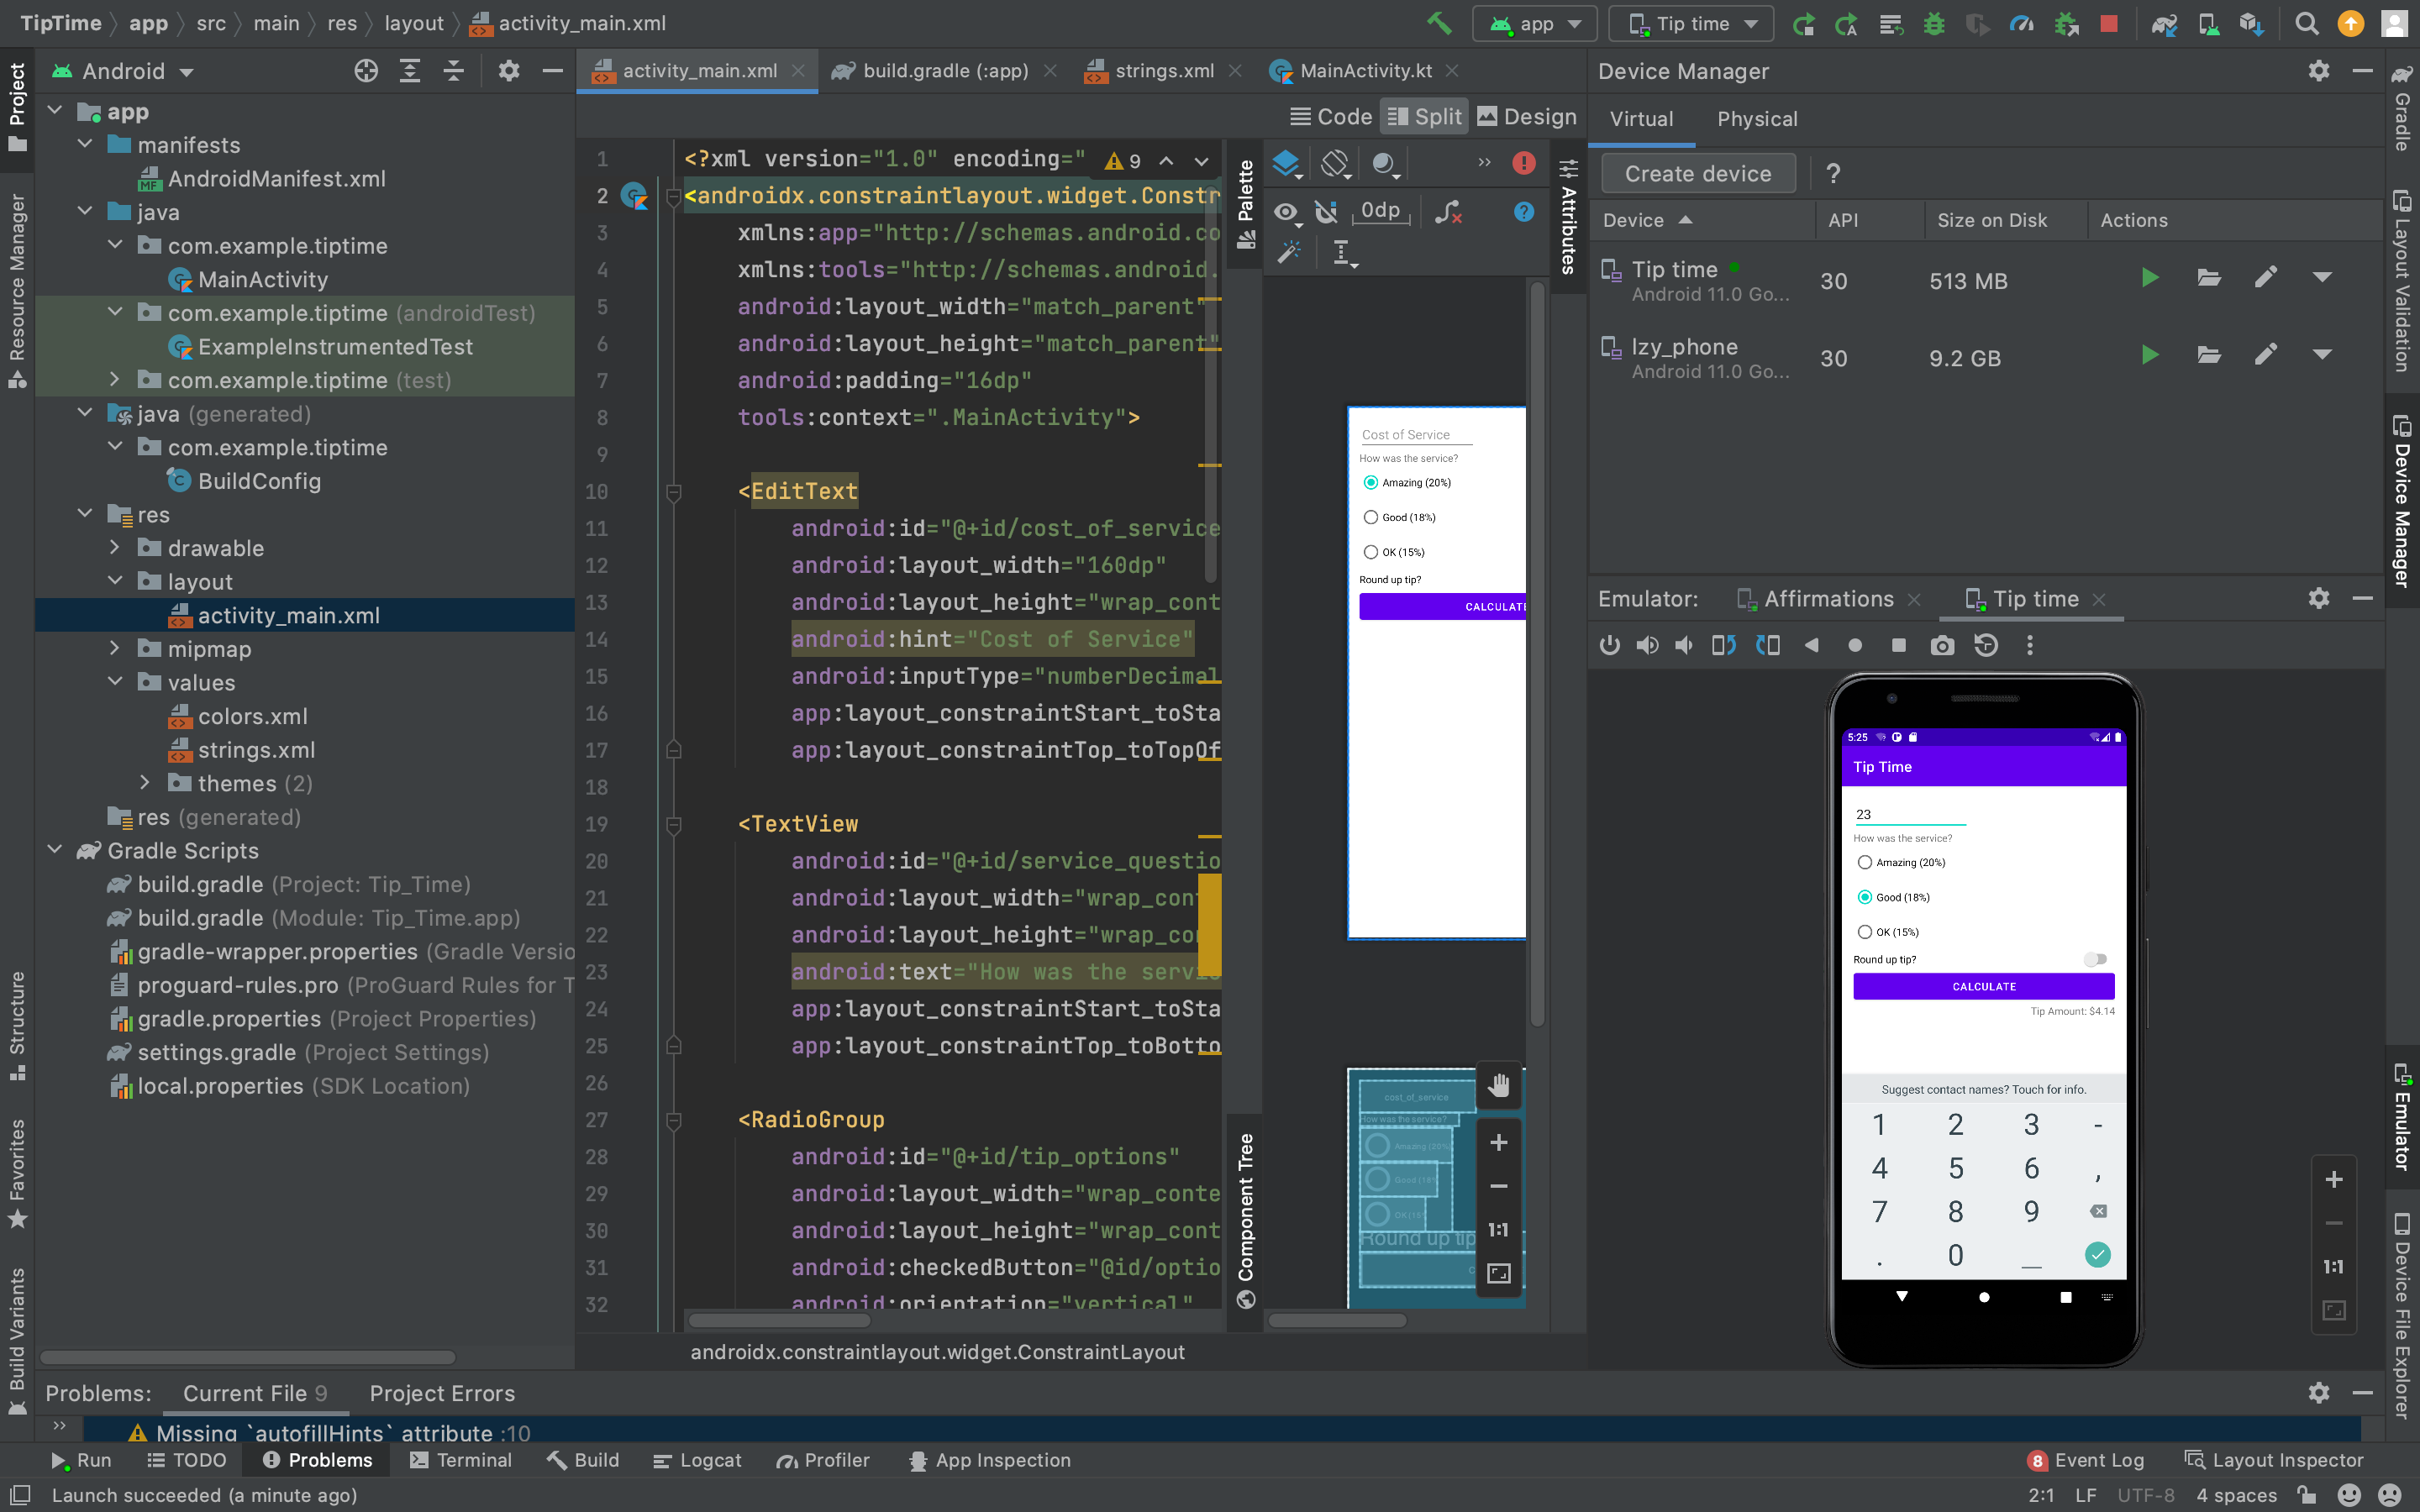 TipTime app src main res layout activity_main.xml
app Tip time
Project
Resource Manager
Structure
Favorites
Build Variants
Android
app
manifests
AndroidManifest.xml
java
com.example.tiptime
MainActivity
com.example.tiptime (androidTest)
ExampleInstrumentedTest
com.example.tiptime (test)
java (generated)
com.example.tiptime
BuildConfig
res
drawable
layout
activity_main.xml
mipmap
values
colors.xml
strings.xml
themes (2)
res (generated)
Gradle Scripts
build.gradle (Project: Tip_Time)
build.gradle (Module: Tip_Time.app)
gradle-wrapper.properties (Gradle Versio
proguard-rules.pro (ProGuard Rules for T
gradle.properties (Project Properties)
settings.gradle (Project Settings)
local.properties (SDK Location)
activity_main.xml build.gradle (:app) strings.xml MainActivity.kt
Code Split Design
9
1 <?xml version="1.0" encoding="
2 <androidx.constraintlayout.widget.Constr
3 xmlns:app="http://schemas.android.co
4 xmlns:tools="http://schemas.android.
5 android:layout_width="match_parent"
6 android:layout_height="match_parent"
7 android:padding="16dp"
8 tools:context=".MainActivity">
9
10 <EditText
11 android:id="@+id/cost_of_service
12 android:layout_width="160dp"
13 android:layout_height="wrap_cont
14 android:hint="Cost of Service"
15 android:inputType="numberDecimal
16 app:layout_constraintStart_toSta
17 app:layout_constraintTop_toTopOf
18
19 <TextView
20 android:id="@+id/service_questio
21 android:layout_width="wrap_cont
22 android:layout_height="wrap_con
23 android:text="How was the servic
24 app:layout_constraintStart_toSta
25 app:layout_constraintTop_toBotto
26
27 <RadioGroup
28 android:id="@+id/tip_options"
29 android:layout_width="wrap_conte
30 android:layout_height="wrap_cont
31 android:checkedButton="@id/optio
32 android:orientation="vertical"
androidx.constraintlayout.widget.ConstraintLayout
Palette
Component Tree
0dp
Attributes
Cost of Service
How was the service?
Amazing (20%)
Good (18%)
OK (15%)
Round up tip?
CALCULATE
cost_of_service
How was the service?
Amazing (20%
Good (18%
OK (15%
Round up tip
1:1
Device Manager
Virtual Physical
Create device ?
Device API Size on Disk Actions
Tip time 30 513 MB
Android 11.0 Go...
lzy_phone 30 9.2 GB
Android 11.0 Go...
Emulator: Affirmations Tip time
5:25
Tip Time
23
How was the service?
Amazing (20%)
Good (18%)
OK (15%)
Round up tip?
CALCULATE
Tip Amount: $4.14
Suggest contact names? Touch for info.
1 2 3 -
4 5 6 ,
7 8 9
. 0 _
1:1
Gradle
Layout Validation
Device Manager
Emulator
Device File Explorer
Problems: Current File 9 Project Errors
Missing `autofillHints` attribute :10
Run TODO Problems Terminal Build Logcat Profiler App Inspection 8 Event Log Layout Inspector
Launch succeeded (a minute ago) 2:1 LF UTF-8 4 spaces